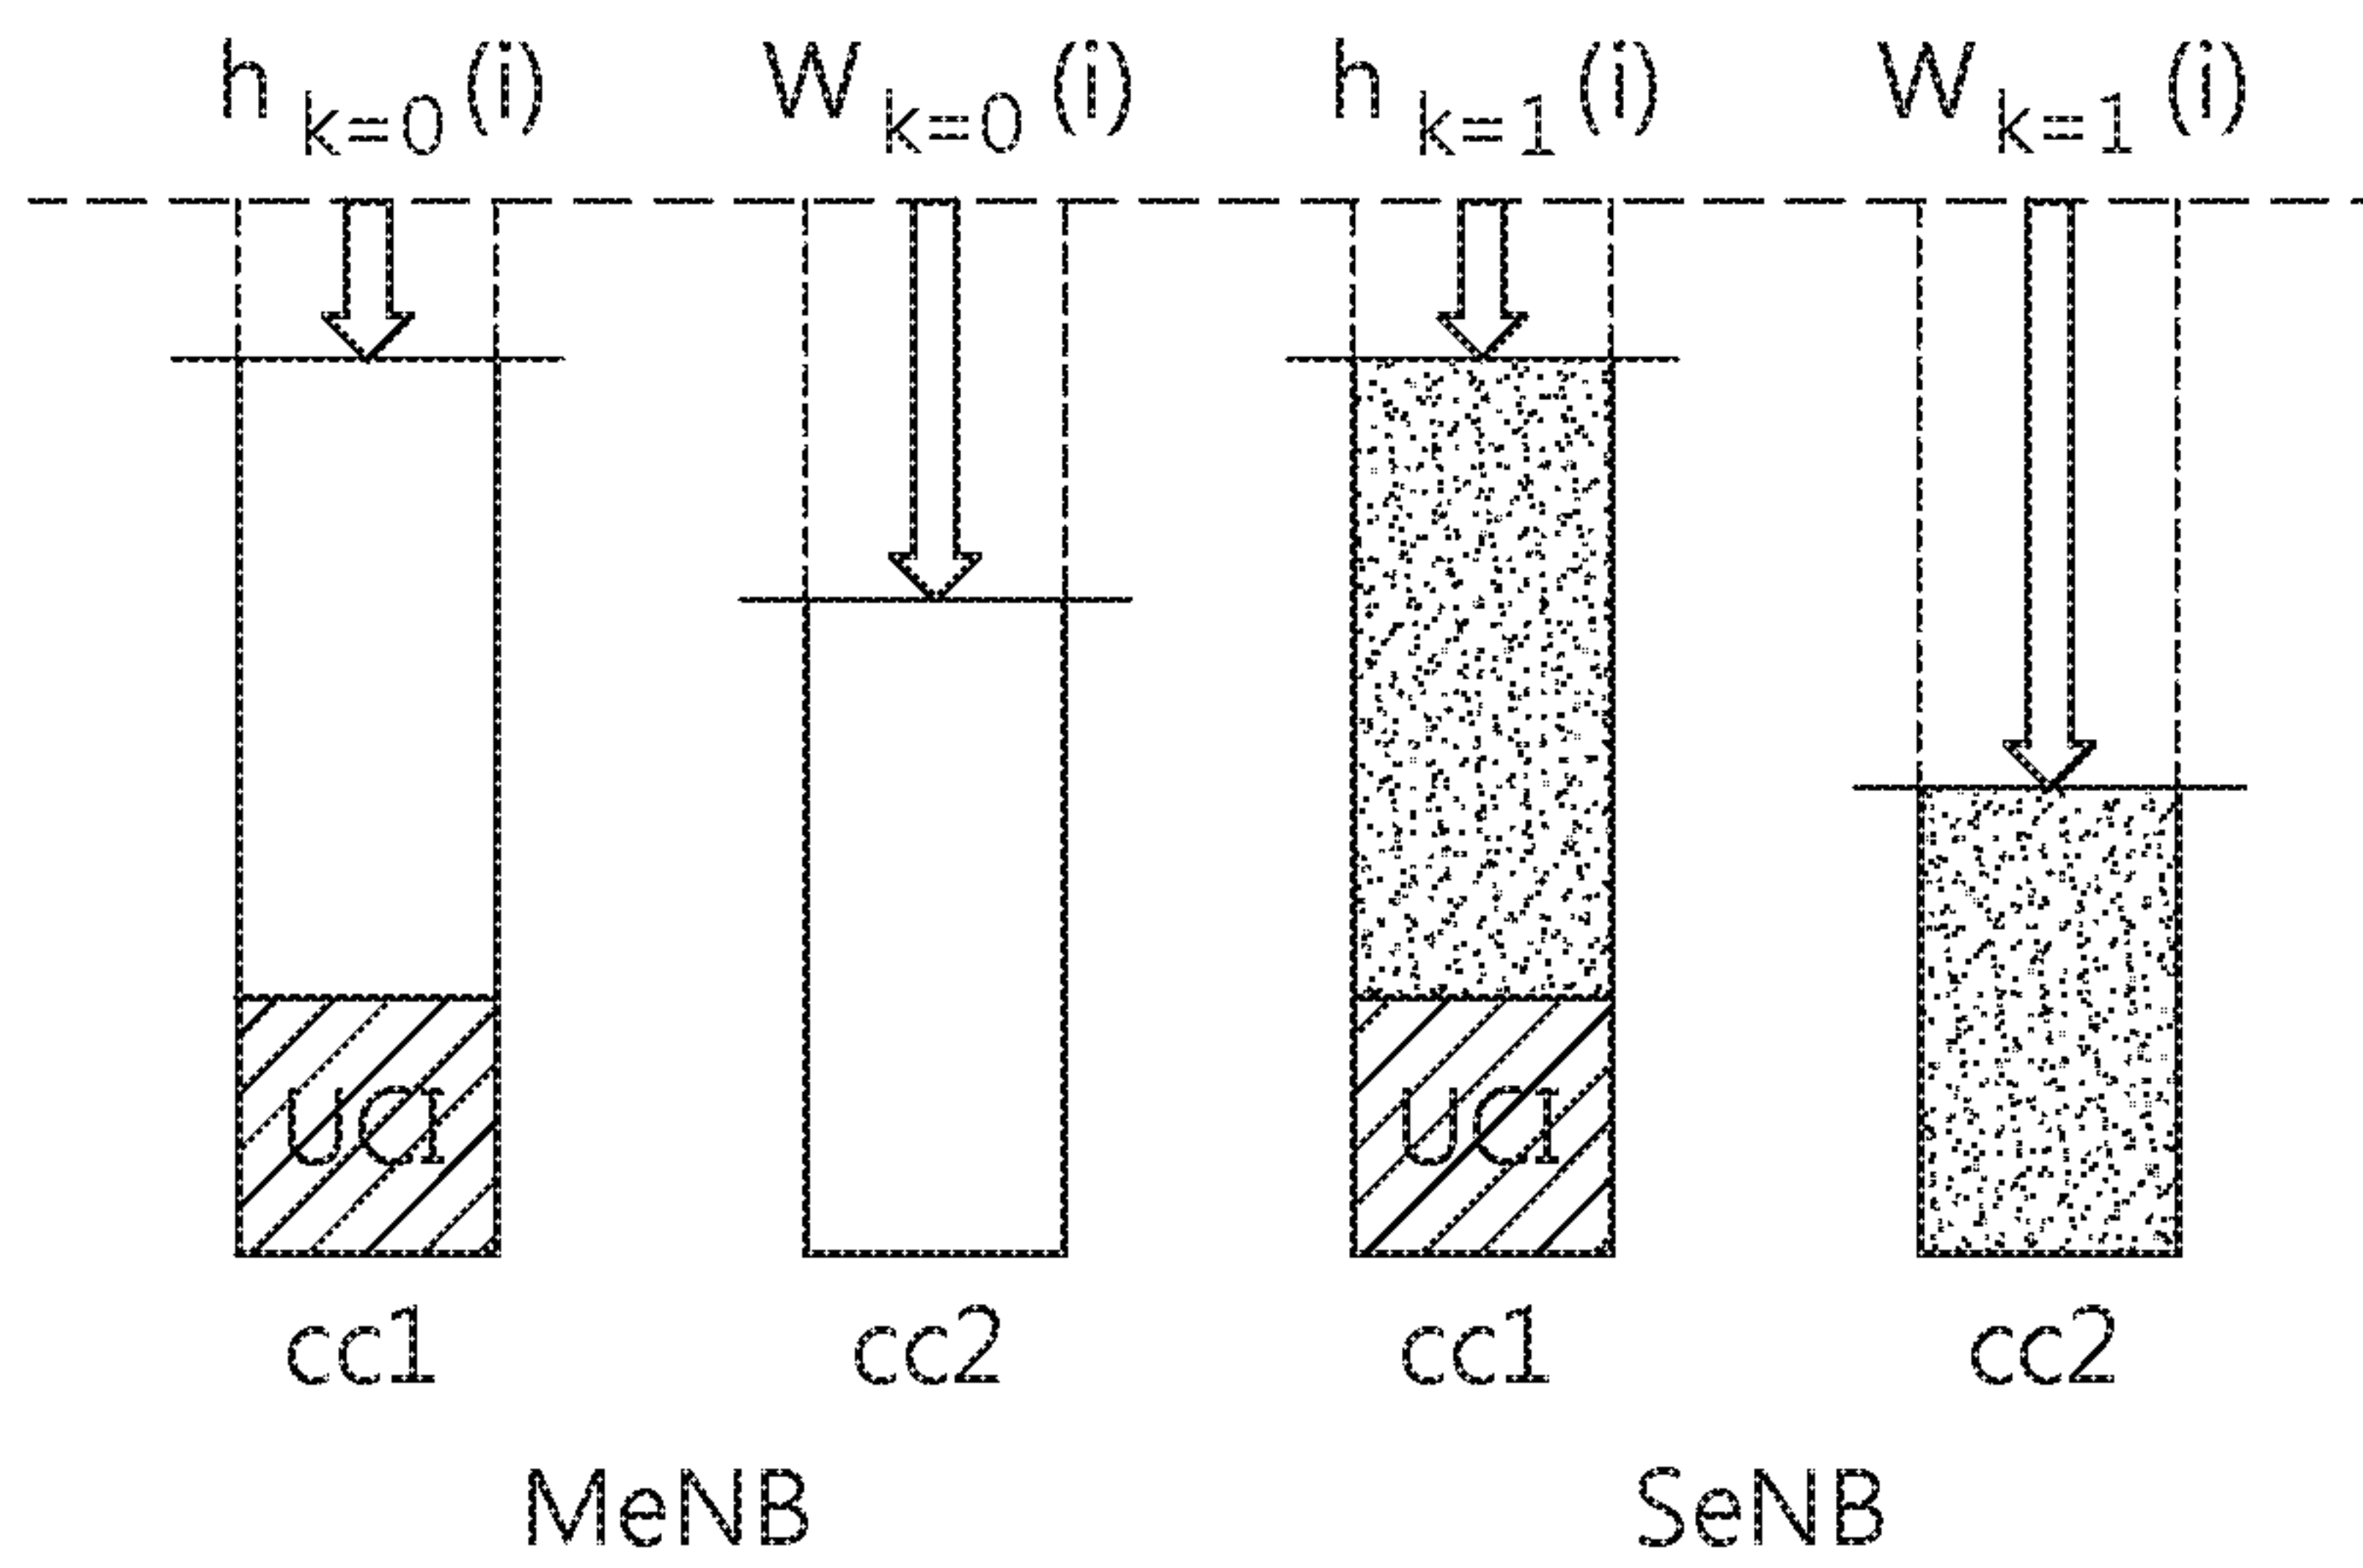 h k=0 (i) W k=0 (i) h k=1 (i) W k=1 (i)
UCI UCI
cc1 cc2 cc1 cc2
MeNB SeNB